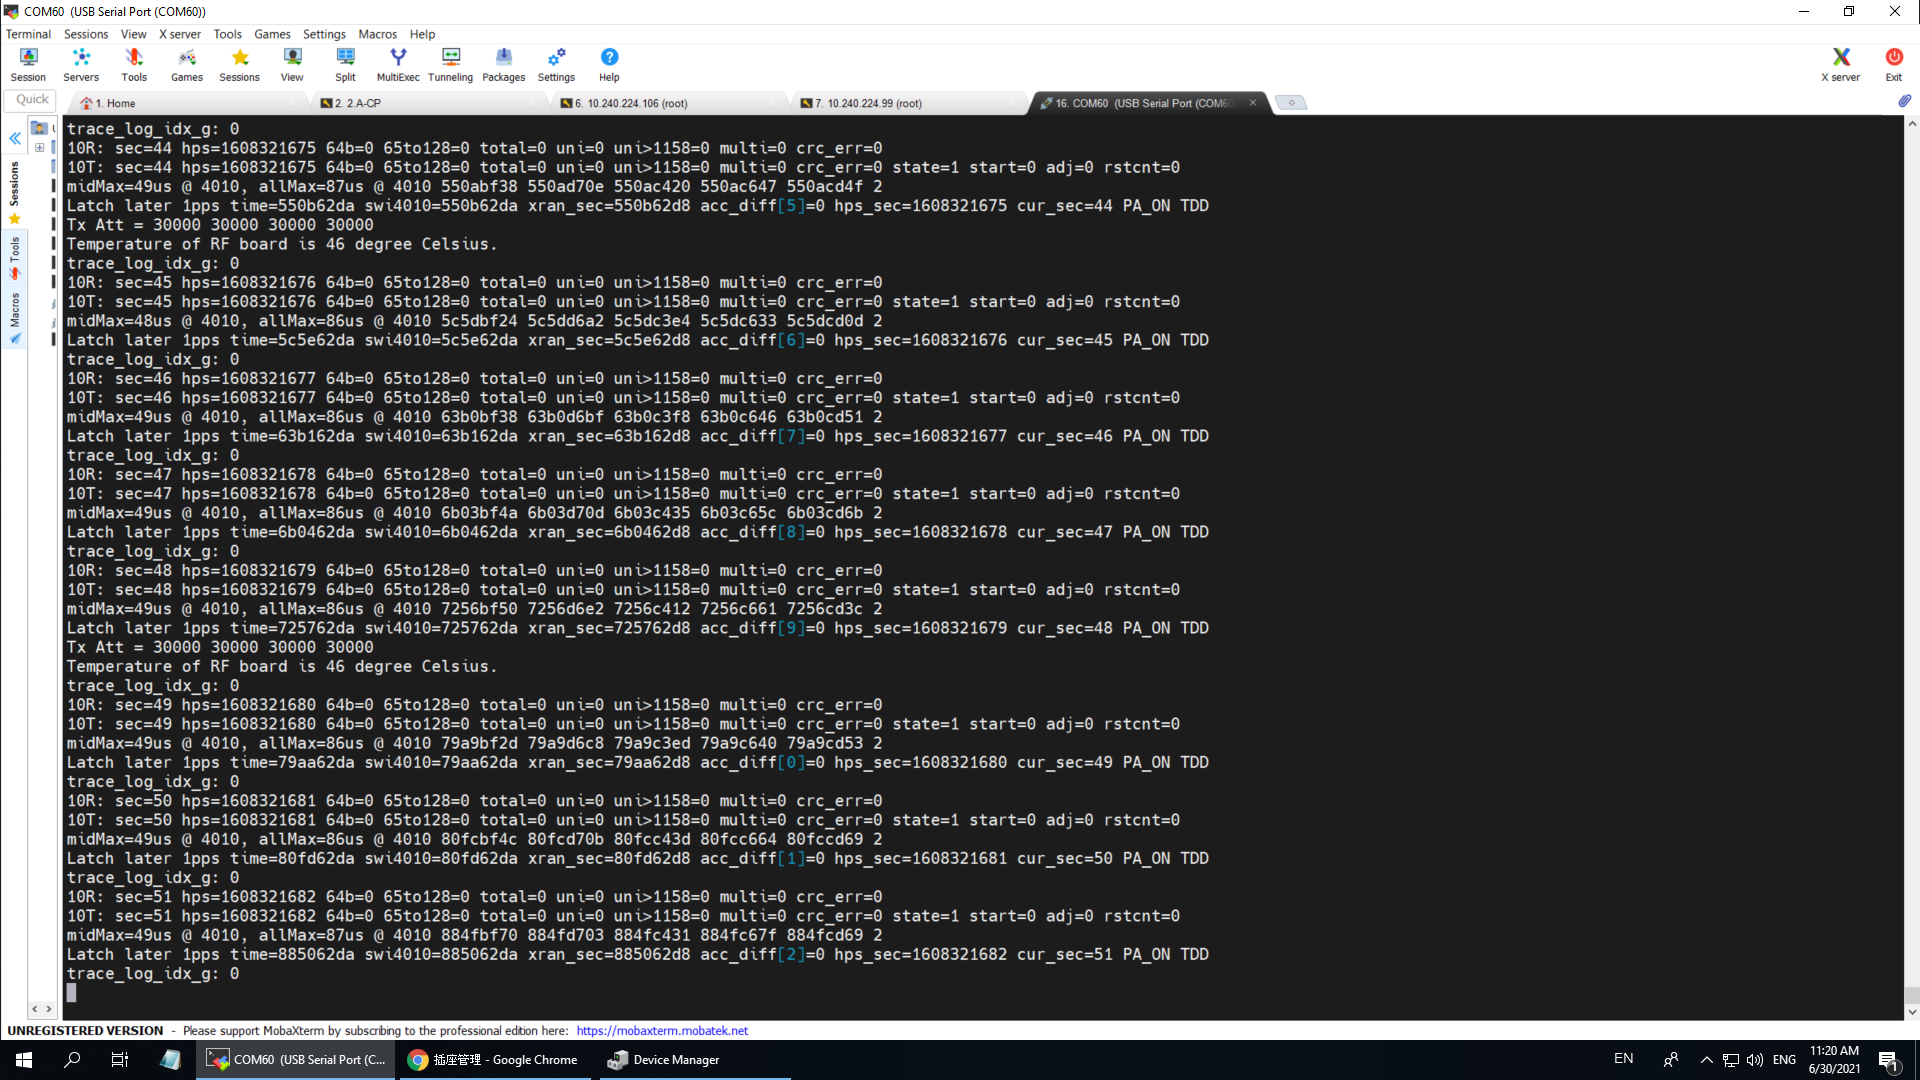 COM60  (USB Serial Port (COM60))
Terminal Sessions View X server Tools Games Settings Macros Help
Session Servers Tools Games Sessions View Split MultiExec Tunneling Packages Settings Help X server Exit
Quick 1. Home 2. 2.A-CP 6. 10.240.224.106 (root) 7. 10.240.224.99 (root) 16. COM60 (USB Serial Port (COM60
Sessions
Tools
Macros
trace_log_idx_g: 0
10R: sec=44 hps=1608321675 64b=0 65to128=0 total=0 uni=0 uni>1158=0 multi=0 crc_err=0
10T: sec=44 hps=1608321675 64b=0 65to128=0 total=0 uni=0 uni>1158=0 multi=0 crc_err=0 state=1 start=0 adj=0 rstcnt=0
midMax=49us @ 4010, allMax=87us @ 4010 550abf38 550ad70e 550ac420 550ac647 550acd4f 2
Latch later 1pps time=550b62da swi4010=550b62da xran_sec=550b62d8 acc_diff[5]=0 hps_sec=1608321675 cur_sec=44 PA_ON TDD
Tx Att = 30000 30000 30000 30000
Temperature of RF board is 46 degree Celsius.
trace_log_idx_g: 0
10R: sec=45 hps=1608321676 64b=0 65to128=0 total=0 uni=0 uni>1158=0 multi=0 crc_err=0
10T: sec=45 hps=1608321676 64b=0 65to128=0 total=0 uni=0 uni>1158=0 multi=0 crc_err=0 state=1 start=0 adj=0 rstcnt=0
midMax=48us @ 4010, allMax=86us @ 4010 5c5dbf24 5c5dd6a2 5c5dc3e4 5c5dc633 5c5dcd0d 2
Latch later 1pps time=5c5e62da swi4010=5c5e62da xran_sec=5c5e62d8 acc_diff[6]=0 hps_sec=1608321676 cur_sec=45 PA_ON TDD
trace_log_idx_g: 0
10R: sec=46 hps=1608321677 64b=0 65to128=0 total=0 uni=0 uni>1158=0 multi=0 crc_err=0
10T: sec=46 hps=1608321677 64b=0 65to128=0 total=0 uni=0 uni>1158=0 multi=0 crc_err=0 state=1 start=0 adj=0 rstcnt=0
midMax=49us @ 4010, allMax=86us @ 4010 63b0bf38 63b0d6bf 63b0c3f8 63b0c646 63b0cd51 2
Latch later 1pps time=63b162da swi4010=63b162da xran_sec=63b162d8 acc_diff[7]=0 hps_sec=1608321677 cur_sec=46 PA_ON TDD
trace_log_idx_g: 0
10R: sec=47 hps=1608321678 64b=0 65to128=0 total=0 uni=0 uni>1158=0 multi=0 crc_err=0
10T: sec=47 hps=1608321678 64b=0 65to128=0 total=0 uni=0 uni>1158=0 multi=0 crc_err=0 state=1 start=0 adj=0 rstcnt=0
midMax=49us @ 4010, allMax=86us @ 4010 6b03bf4a 6b03d70d 6b03c435 6b03c65c 6b03cd6b 2
Latch later 1pps time=6b0462da swi4010=6b0462da xran_sec=6b0462d8 acc_diff[8]=0 hps_sec=1608321678 cur_sec=47 PA_ON TDD
trace_log_idx_g: 0
10R: sec=48 hps=1608321679 64b=0 65to128=0 total=0 uni=0 uni>1158=0 multi=0 crc_err=0
10T: sec=48 hps=1608321679 64b=0 65to128=0 total=0 uni=0 uni>1158=0 multi=0 crc_err=0 state=1 start=0 adj=0 rstcnt=0
midMax=49us @ 4010, allMax=86us @ 4010 7256bf50 7256d6e2 7256c412 7256c661 7256cd3c 2
Latch later 1pps time=725762da swi4010=725762da xran_sec=725762d8 acc_diff[9]=0 hps_sec=1608321679 cur_sec=48 PA_ON TDD
Tx Att = 30000 30000 30000 30000
Temperature of RF board is 46 degree Celsius.
trace_log_idx_g: 0
10R: sec=49 hps=1608321680 64b=0 65to128=0 total=0 uni=0 uni>1158=0 multi=0 crc_err=0
10T: sec=49 hps=1608321680 64b=0 65to128=0 total=0 uni=0 uni>1158=0 multi=0 crc_err=0 state=1 start=0 adj=0 rstcnt=0
midMax=49us @ 4010, allMax=86us @ 4010 79a9bf2d 79a9d6c8 79a9c3ed 79a9c640 79a9cd53 2
Latch later 1pps time=79aa62da swi4010=79aa62da xran_sec=79aa62d8 acc_diff[0]=0 hps_sec=1608321680 cur_sec=49 PA_ON TDD
trace_log_idx_g: 0
10R: sec=50 hps=1608321681 64b=0 65to128=0 total=0 uni=0 uni>1158=0 multi=0 crc_err=0
10T: sec=50 hps=1608321681 64b=0 65to128=0 total=0 uni=0 uni>1158=0 multi=0 crc_err=0 state=1 start=0 adj=0 rstcnt=0
midMax=49us @ 4010, allMax=86us @ 4010 80fcbf4c 80fcd70b 80fcc43d 80fcc664 80fccd69 2
Latch later 1pps time=80fd62da swi4010=80fd62da xran_sec=80fd62d8 acc_diff[1]=0 hps_sec=1608321681 cur_sec=50 PA_ON TDD
trace_log_idx_g: 0
10R: sec=51 hps=1608321682 64b=0 65to128=0 total=0 uni=0 uni>1158=0 multi=0 crc_err=0
10T: sec=51 hps=1608321682 64b=0 65to128=0 total=0 uni=0 uni>1158=0 multi=0 crc_err=0 state=1 start=0 adj=0 rstcnt=0
midMax=49us @ 4010, allMax=87us @ 4010 884fbf70 884fd703 884fc431 884fc67f 884fcd69 2
Latch later 1pps time=885062da swi4010=885062da xran_sec=885062d8 acc_diff[2]=0 hps_sec=1608321682 cur_sec=51 PA_ON TDD
trace_log_idx_g: 0
UNREGISTERED VERSION - Please support MobaXterm by subscribing to the professional edition here: https://mobaxterm.mobatek.net
COM60 (USB Serial Port (C... 插座管理 - Google Chrome Device Manager EN ENG 11:20 AM
6/30/2021 1